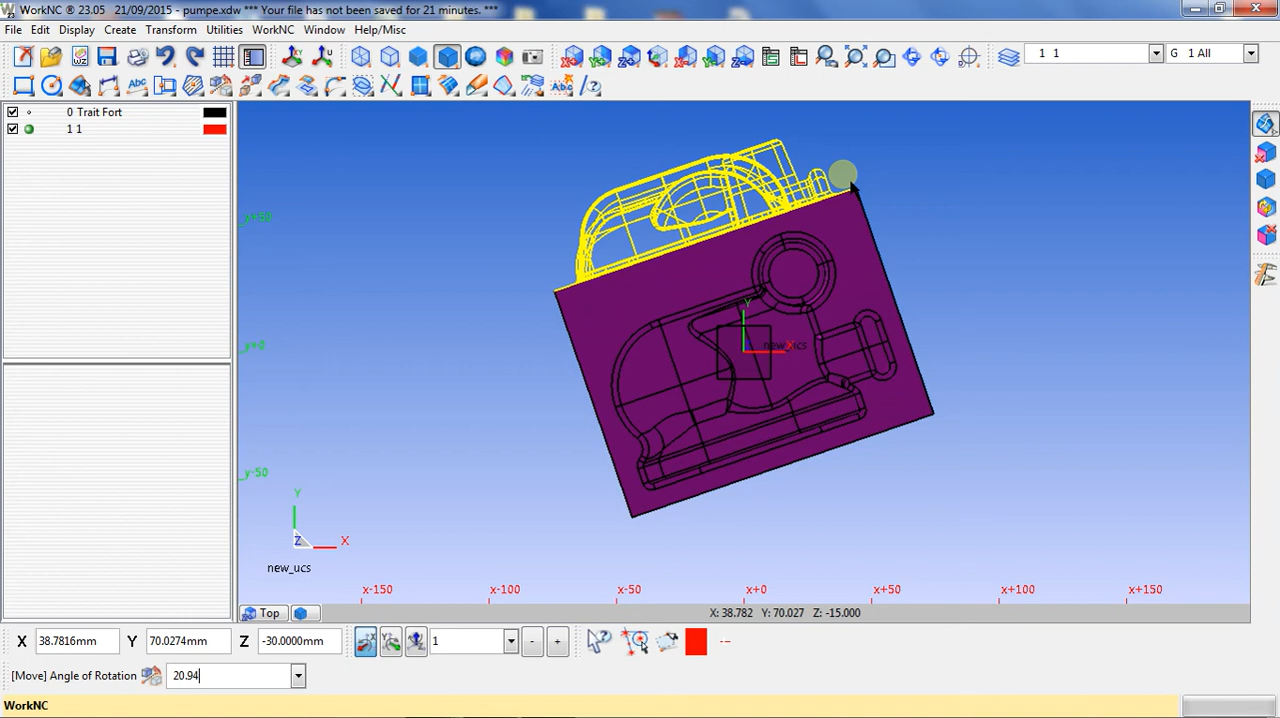 WorkNC ® 23.05 21/09/2015 - pumpe.xdw *** Your file has not been saved for 21 minutes. ***
File Edit Display Create Transform Utilities WorkNC Window Help/Misc
1 1 G 1 All
0 Trait Fort
1 1
_y+50
_y+0
_y-50
Y
new_ucs
X
Y
Z X
new_ucs
x-150 x-100 x-50 x+0 x+50 x+100 x+150
Top X: 38.782 Y: 70.027 Z: -15.000
X 38.7816mm Y 70.0274mm Z -30.0000mm 1 - +
[Move] Angle of Rotation 20.94
WorkNC